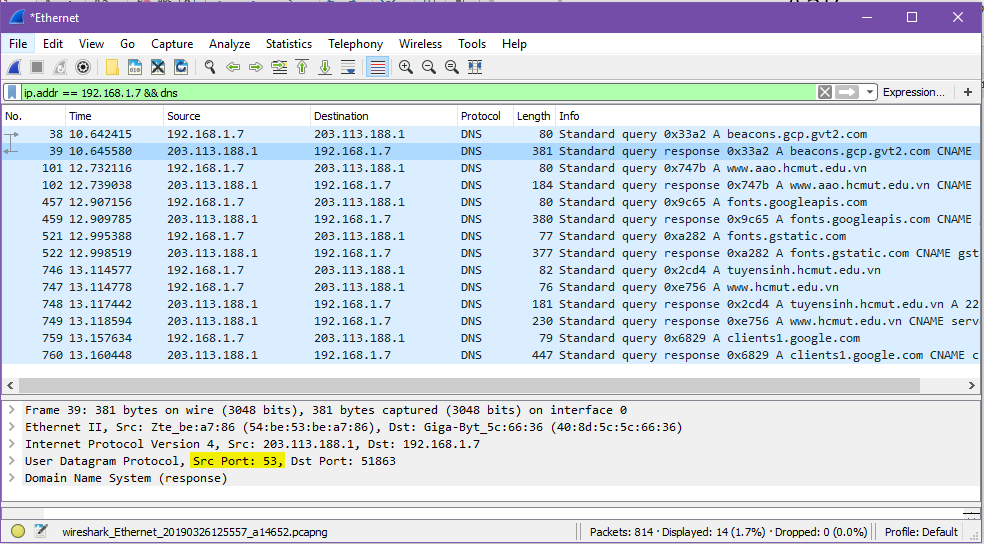 *Ethernet
File Edit View Go Capture Analyze Statistics Telephony Wireless Tools Help
ip.addr == 192.168.1.7 && dns Expression... +
No. Time Source Destination Protocol Length Info
38 10.642415 192.168.1.7 203.113.188.1 DNS 80 Standard query 0x33a2 A beacons.gcp.gvt2.com
39 10.645580 203.113.188.1 192.168.1.7 DNS 381 Standard query response 0x33a2 A beacons.gcp.gvt2.com CNAME
101 12.732116 192.168.1.7 203.113.188.1 DNS 80 Standard query 0x747b A www.aao.hcmut.edu.vn
102 12.739038 203.113.188.1 192.168.1.7 DNS 184 Standard query response 0x747b A www.aao.hcmut.edu.vn CNAME
457 12.907156 192.168.1.7 203.113.188.1 DNS 80 Standard query 0x9c65 A fonts.googleapis.com
459 12.909785 203.113.188.1 192.168.1.7 DNS 380 Standard query response 0x9c65 A fonts.googleapis.com CNAME
521 12.995388 192.168.1.7 203.113.188.1 DNS 77 Standard query 0xa282 A fonts.gstatic.com
522 12.998519 203.113.188.1 192.168.1.7 DNS 377 Standard query response 0xa282 A fonts.gstatic.com CNAME gst
746 13.114577 192.168.1.7 203.113.188.1 DNS 82 Standard query 0x2cd4 A tuyensinh.hcmut.edu.vn
747 13.114778 192.168.1.7 203.113.188.1 DNS 76 Standard query 0xe756 A www.hcmut.edu.vn
748 13.117442 203.113.188.1 192.168.1.7 DNS 181 Standard query response 0x2cd4 A tuyensinh.hcmut.edu.vn A 22
749 13.118594 203.113.188.1 192.168.1.7 DNS 230 Standard query response 0xe756 A www.hcmut.edu.vn CNAME serv
759 13.157634 192.168.1.7 203.113.188.1 DNS 79 Standard query 0x6829 A clients1.google.com
760 13.160448 203.113.188.1 192.168.1.7 DNS 447 Standard query response 0x6829 A clients1.google.com CNAME c
Frame 39: 381 bytes on wire (3048 bits), 381 bytes captured (3048 bits) on interface 0
Ethernet II, Src: Zte_be:a7:86 (54:be:53:be:a7:86), Dst: Giga-Byt_5c:66:36 (40:8d:5c:5c:66:36)
Internet Protocol Version 4, Src: 203.113.188.1, Dst: 192.168.1.7
User Datagram Protocol, Src Port: 53, Dst Port: 51863
Domain Name System (response)
wireshark_Ethernet_20190326125557_a14652.pcapng Packets: 814 · Displayed: 14 (1.7%) · Dropped: 0 (0.0%) Profile: Default